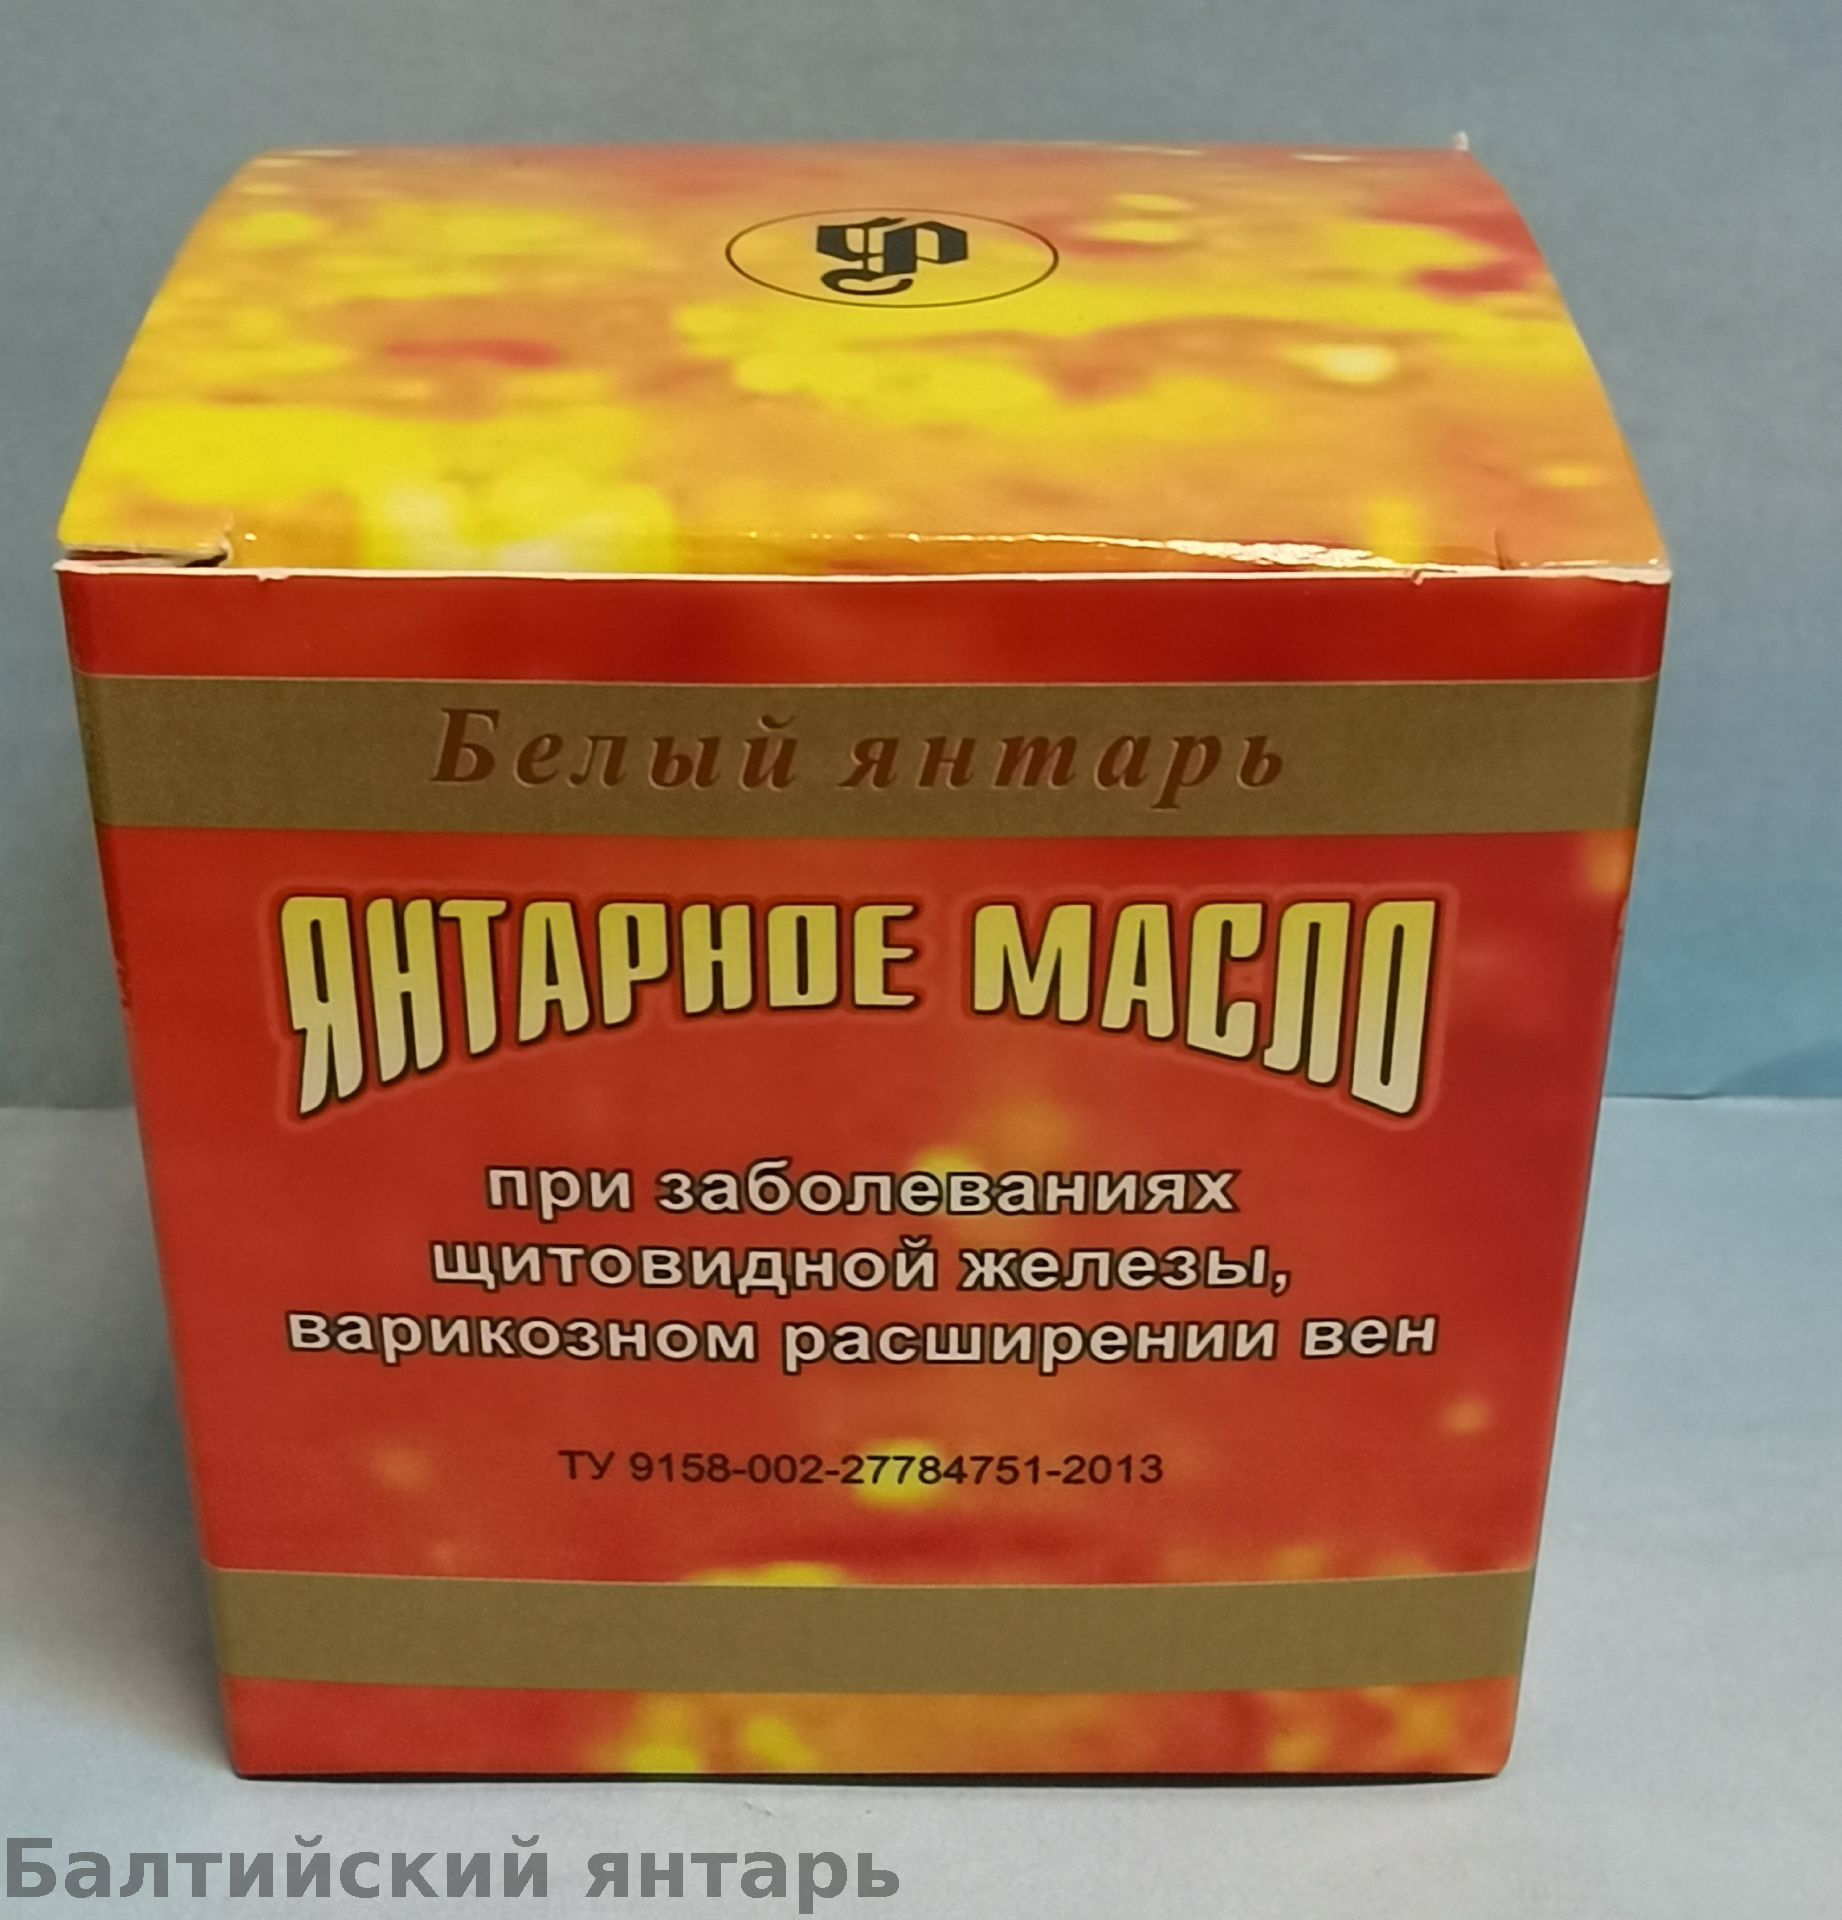 Белый янтарь
ЯНТАРНОЕ МАСЛО
при заболеваниях
щитовидной железы,
варикозном расширении вен
ТУ 9158-002-27784751-2013
Балтийский янтарь